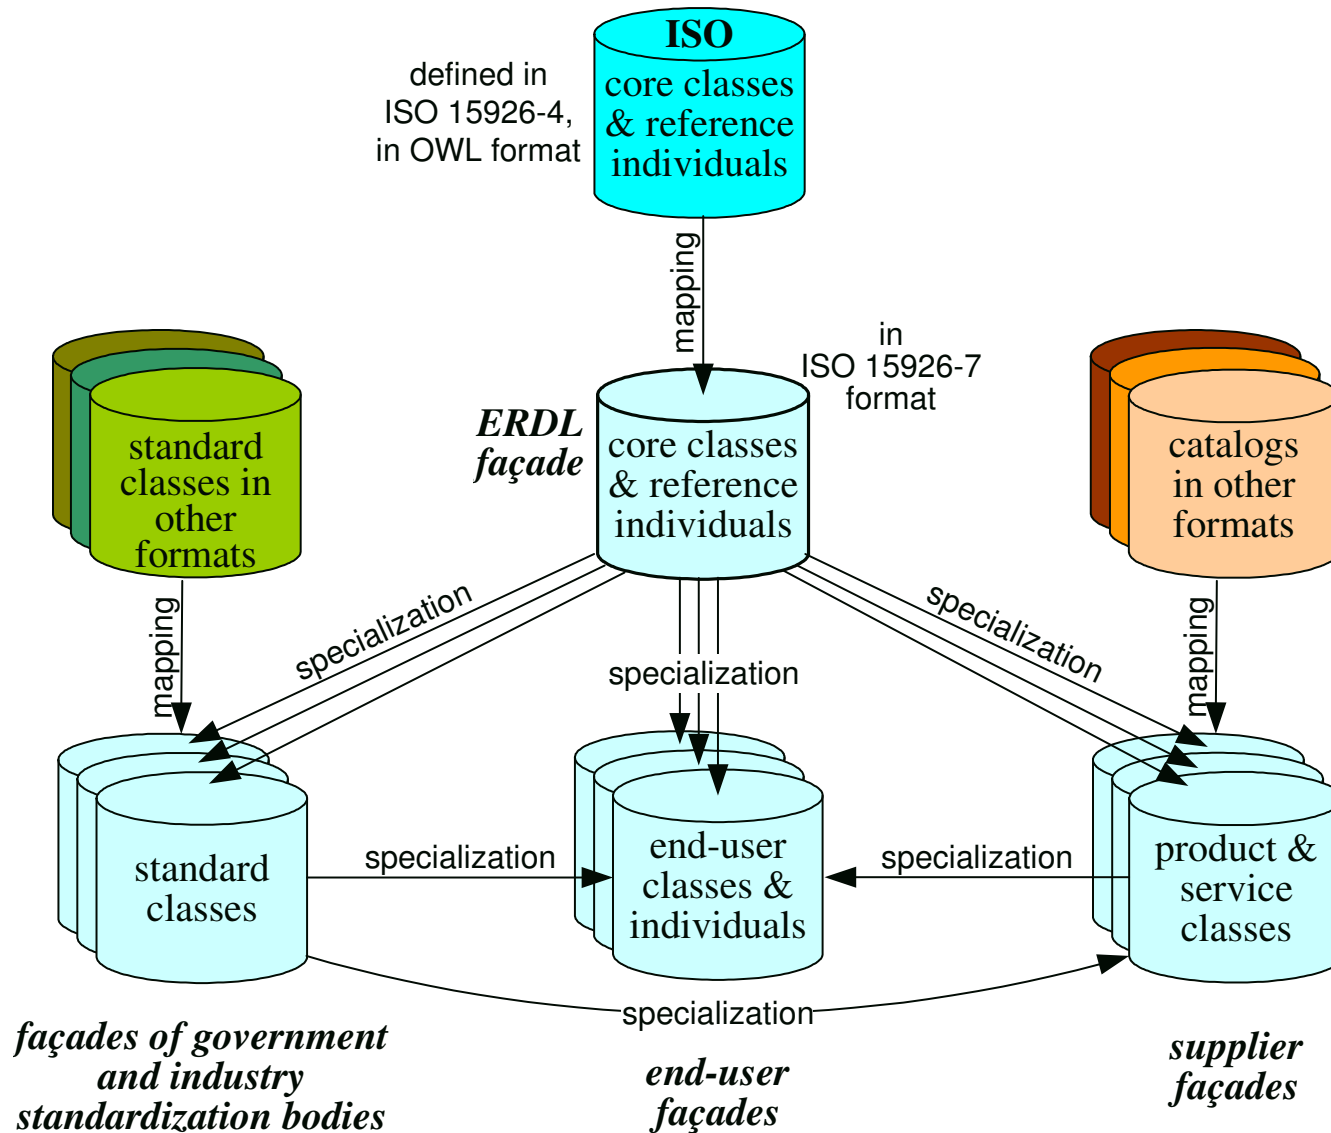 ISO
core classes
& reference
individuals
defined in
ISO 15926-4,
in OWL format
mapping
in
ISO 15926-7
format
ERDL
façade
core classes
& reference
individuals
standard
classes in
other
formats
catalogs
in other
formats
mapping
specialization
specialization
specialization
mapping
standard
classes
specialization
end-user
classes &
individuals
specialization
product &
service
classes
specialization
façades of government
and industry
standardization bodies
end-user
façades
supplier
façades